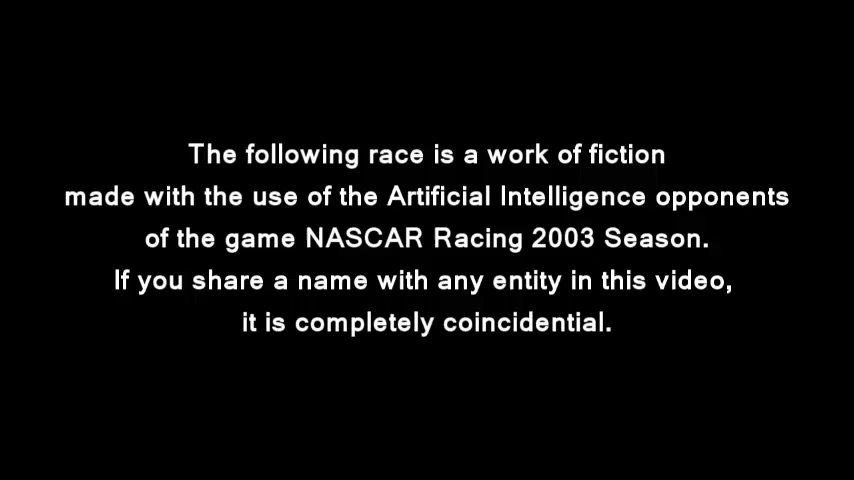 The following race is a work of fiction
made with the use of the Artificial Intelligence opponents
of the game NASCAR Racing 2003 Season.
If you share a name with any entity in this video,
it is completely coincidential.